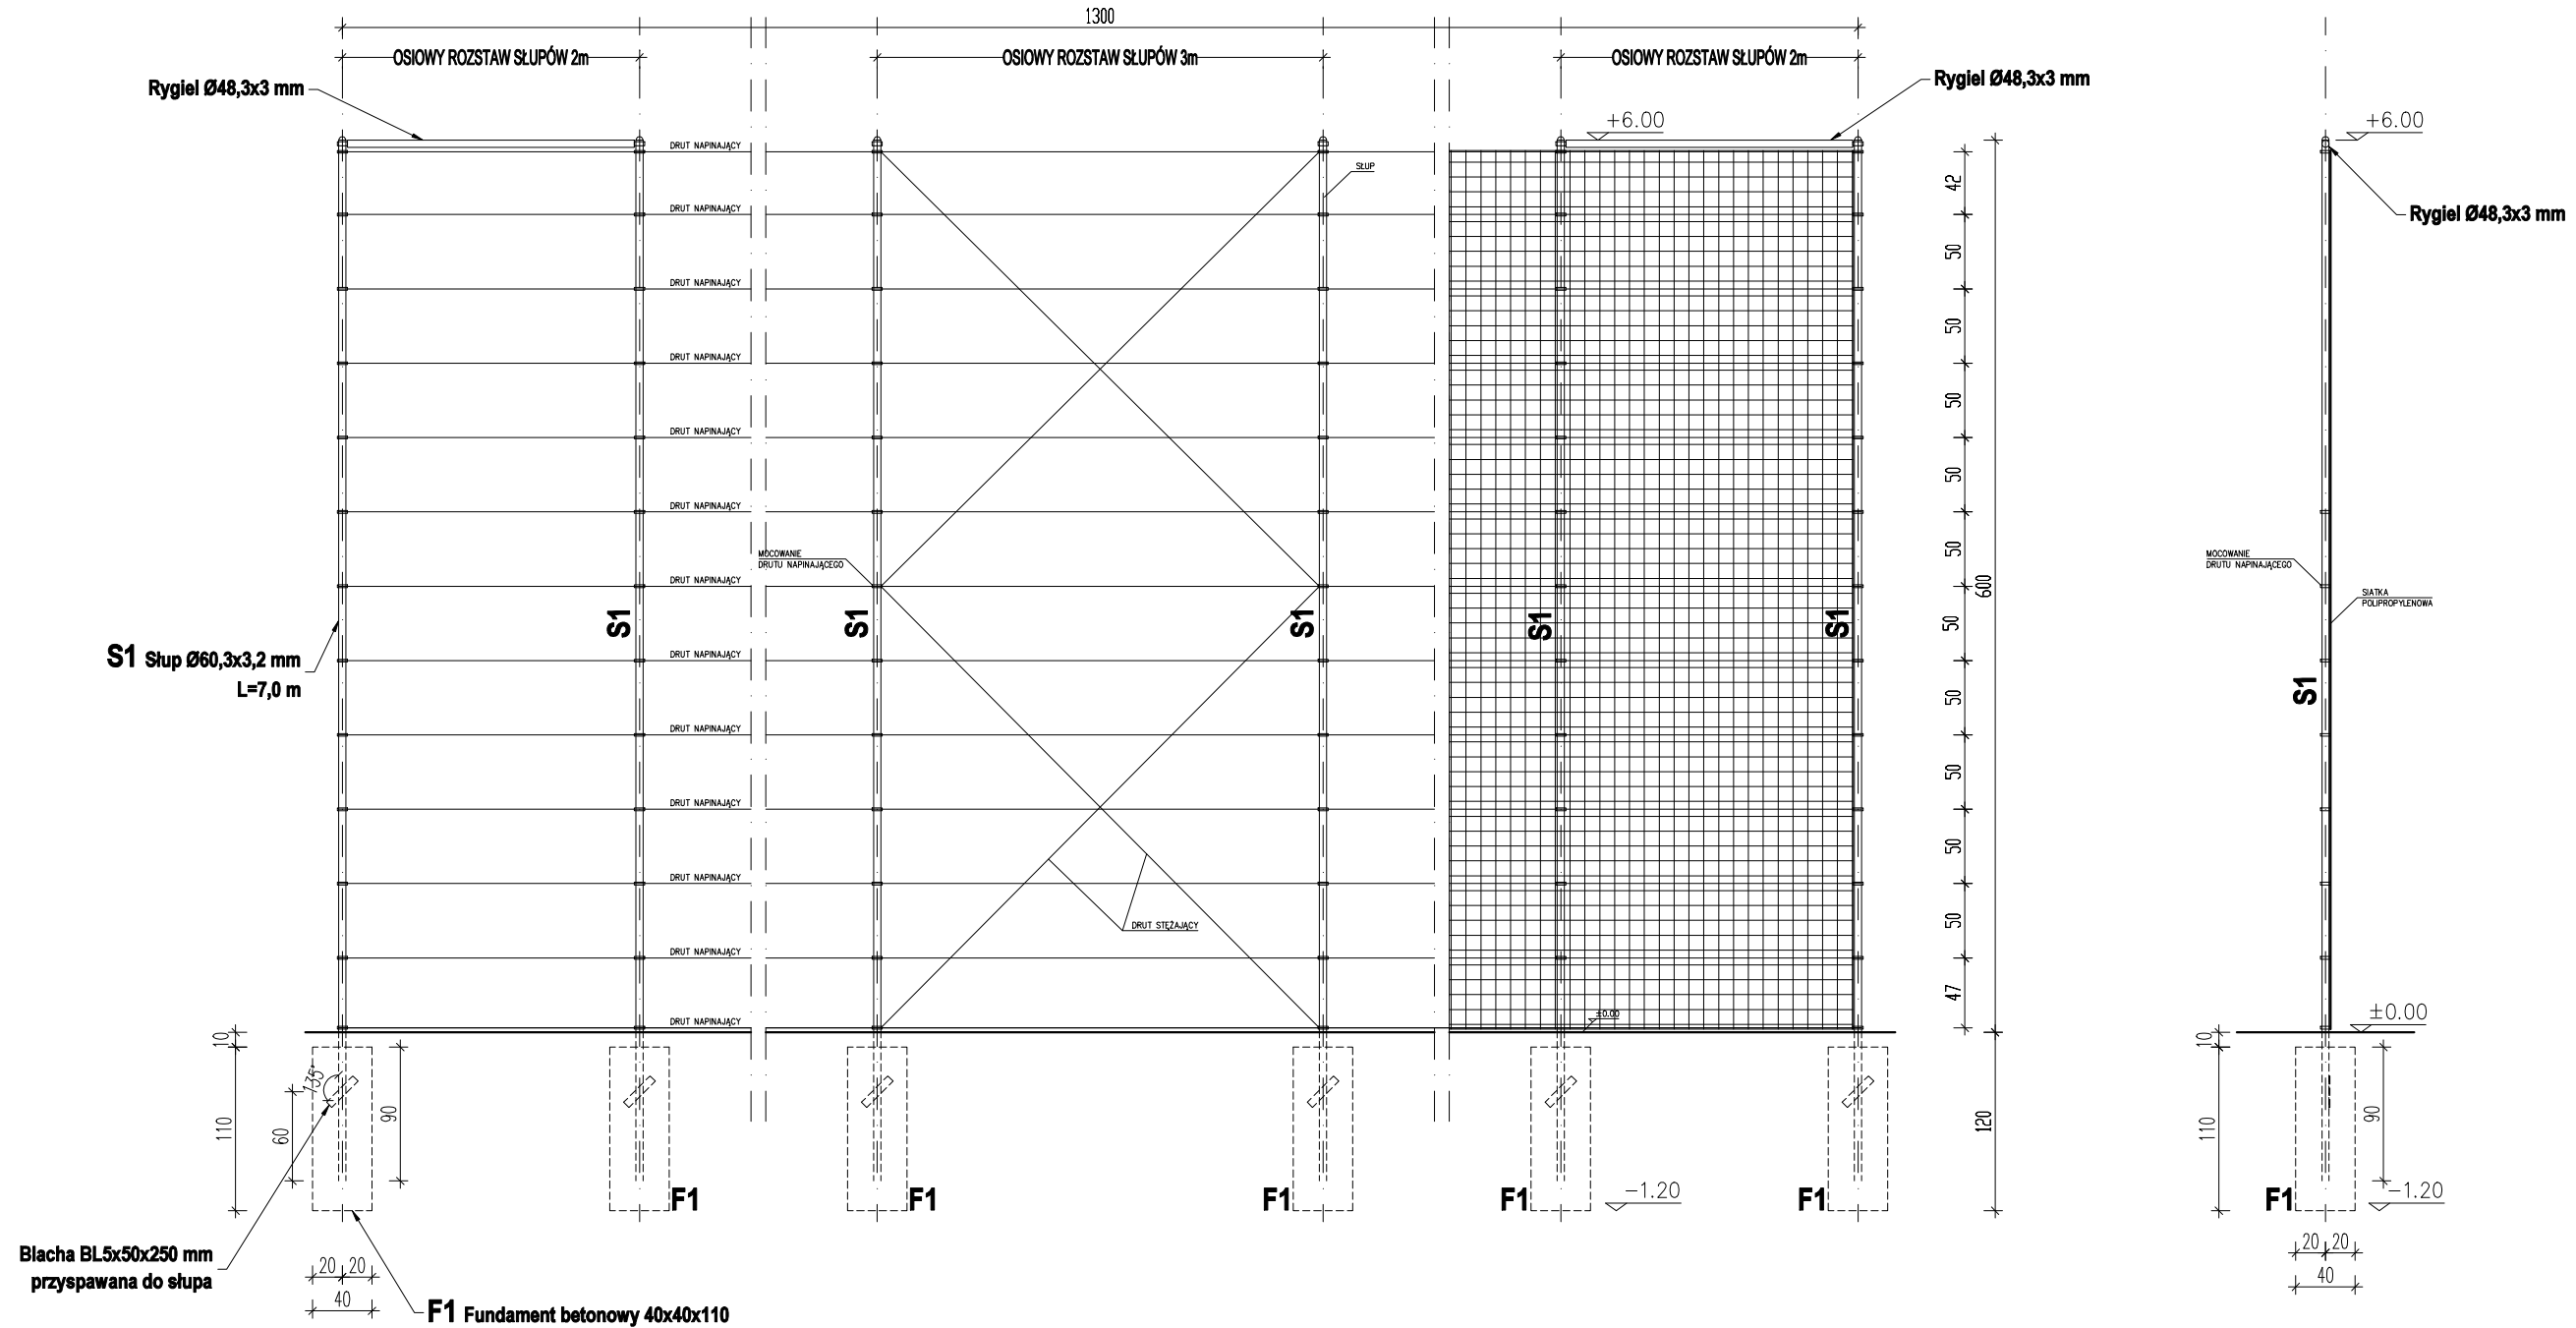 1300
OSIOWY ROZSTAW SŁUPÓW 2m
OSIOWY ROZSTAW SŁUPÓW 3m
OSIOWY ROZSTAW SŁUPÓW 2m
Rygiel Ø48,3x3 mm
Rygiel Ø48,3x3 mm
+6.00
+6.00
DRUT NAPINAJĄCY
SŁUP
42
DRUT NAPINAJĄCY
Rygiel Ø48,3x3 mm
50
DRUT NAPINAJĄCY
50
DRUT NAPINAJĄCY
50
DRUT NAPINAJĄCY
50
DRUT NAPINAJĄCY
50
MOCOWANIE
DRUTU NAPINAJĄCEGO
MOCOWANIE
DRUTU NAPINAJĄCEGO
DRUT NAPINAJĄCY
600
SIATKA
POLIPROPYLENOWA
S1
S1
S1
S1
S1
50
S1 Słup Ø60,3x3,2 mm
L=7,0 m
DRUT NAPINAJĄCY
S1
50
DRUT NAPINAJĄCY
50
DRUT NAPINAJĄCY
50
DRUT NAPINAJĄCY
50
DRUT STĘŻAJĄCY
DRUT NAPINAJĄCY
47
±0.00
±0.00
DRUT NAPINAJĄCY
10
10
135°
110
60
90
120
110
90
F1
F1
F1
F1
F1
F1
-1.20
-1.20
Blacha BL5x50x250 mm
przyspawana do słupa
20
20
40
20
20
40
F1 Fundament betonowy 40x40x110